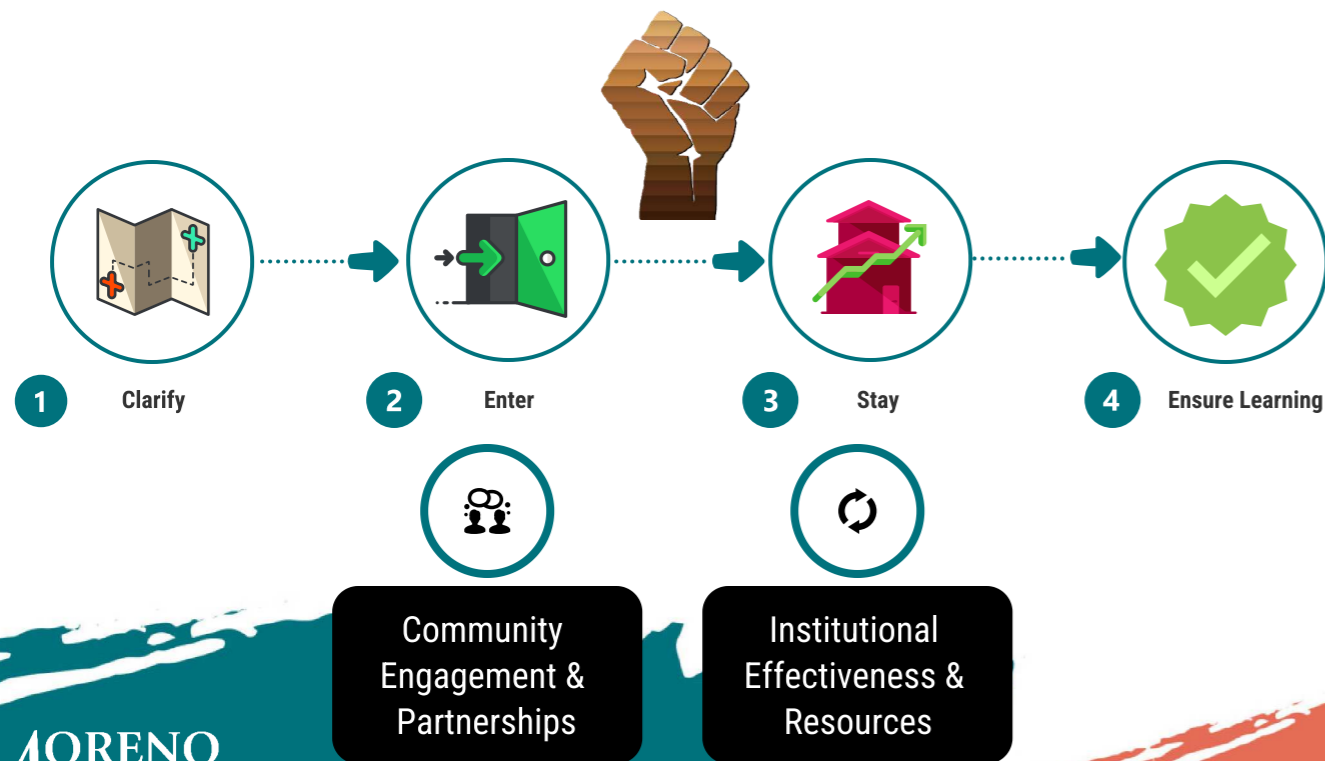 1 Clarify
2 Enter
3 Stay
4 Ensure Learning
Community
Engagement &
Partnerships
Institutional
Effectiveness &
Resources